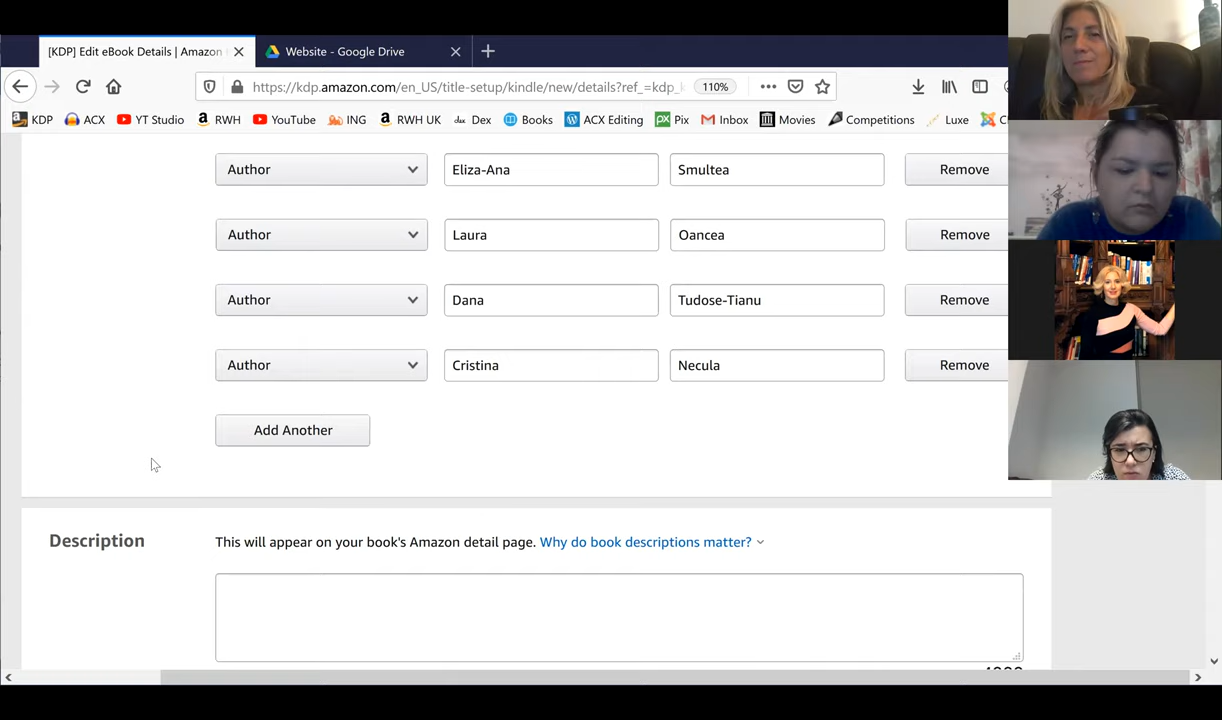 [KDP] Edit eBook Details | Amazon
Website - Google Drive
https://kdp.amazon.com/en_US/title-setup/kindle/new/details?ref_=kdp_k
110%
KDP ACX YT Studio RWH YouTube ING RWH UK Dex Books ACX Editing Pix Inbox Movies Competitions Luxe
Author Eliza-Ana Smultea Remove
Author Laura Oancea Remove
Author Dana Tudose-Tianu Remove
Author Cristina Necula Remove
Add Another
Description This will appear on your book's Amazon detail page. Why do book descriptions matter?